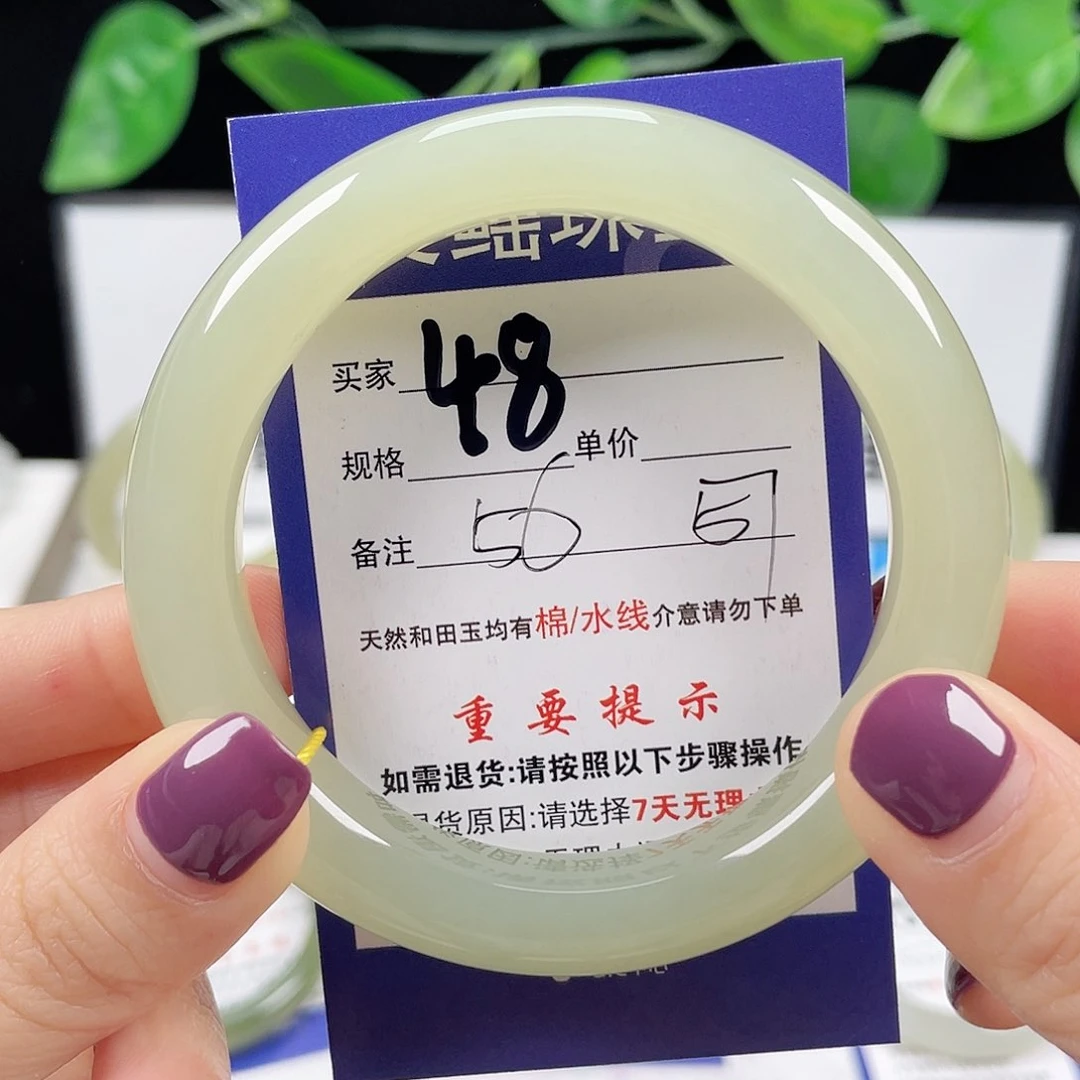 买家 48
规格 单价
备注 56 司
天然和田玉均有棉/水线介意请勿下单
重要提示
如需退货:请按照以下步骤操作
货原因:请选择7天无理